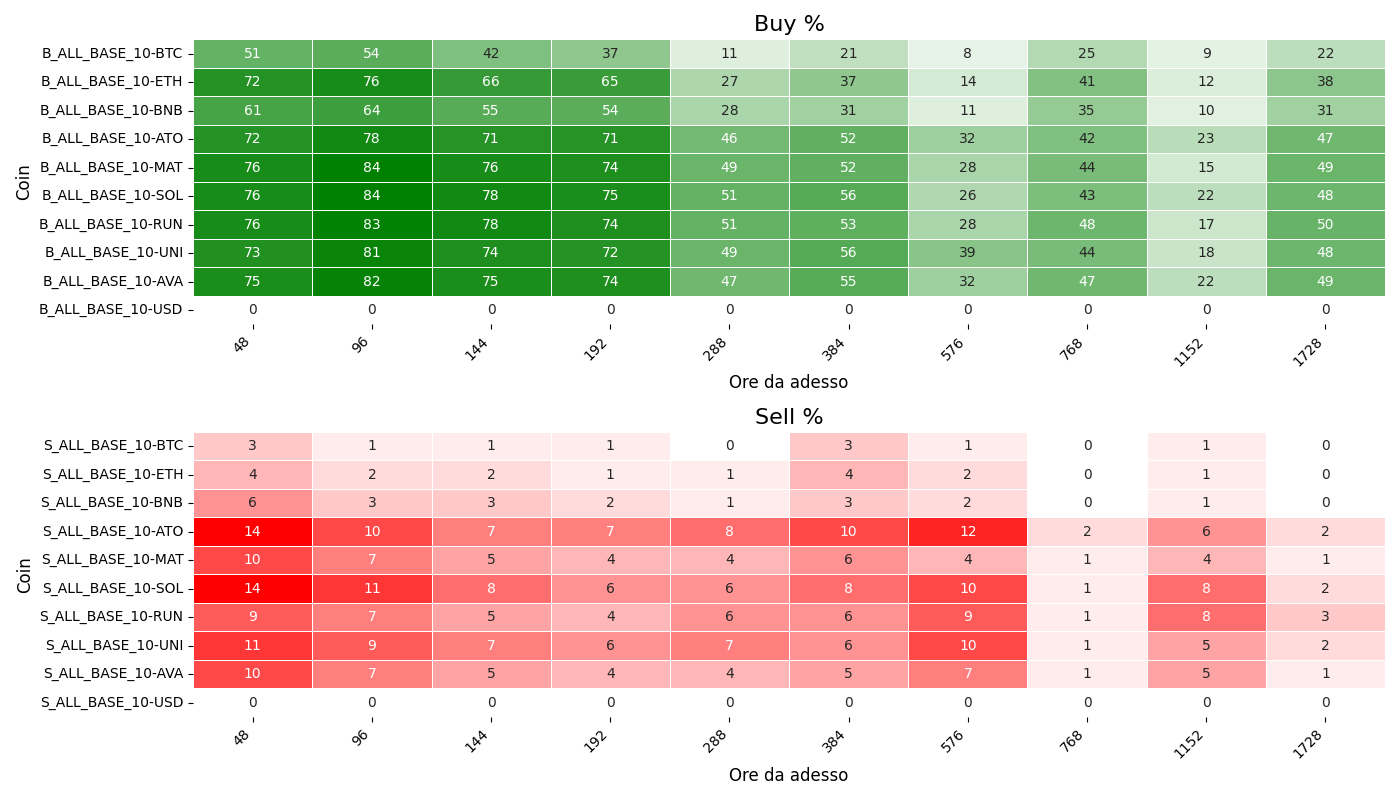 Buy %
Coin
B_ALL_BASE_10-BTC 51 54 42 37 11 21 8 25 9 22
B_ALL_BASE_10-ETH 72 76 66 65 27 37 14 41 12 38
B_ALL_BASE_10-BNB 61 64 55 54 28 31 11 35 10 31
B_ALL_BASE_10-ATO 72 78 71 71 46 52 32 42 23 47
B_ALL_BASE_10-MAT 76 84 76 74 49 52 28 44 15 49
B_ALL_BASE_10-SOL 76 84 78 75 51 56 26 43 22 48
B_ALL_BASE_10-RUN 76 83 78 74 51 53 28 48 17 50
B_ALL_BASE_10-UNI 73 81 74 72 49 56 39 44 18 48
B_ALL_BASE_10-AVA 75 82 75 74 47 55 32 47 22 49
B_ALL_BASE_10-USD 0 0 0 0 0 0 0 0 0 0
48 96 144 192 288 384 576 768 1152 1728
Ore da adesso
Sell %
Coin
S_ALL_BASE_10-BTC 3 1 1 1 0 3 1 0 1 0
S_ALL_BASE_10-ETH 4 2 2 1 1 4 2 0 1 0
S_ALL_BASE_10-BNB 6 3 3 2 1 3 2 0 1 0
S_ALL_BASE_10-ATO 14 10 7 7 8 10 12 2 6 2
S_ALL_BASE_10-MAT 10 7 5 4 4 6 4 1 4 1
S_ALL_BASE_10-SOL 14 11 8 6 6 8 10 1 8 2
S_ALL_BASE_10-RUN 9 7 5 4 6 6 9 1 8 3
S_ALL_BASE_10-UNI 11 9 7 6 7 6 10 1 5 2
S_ALL_BASE_10-AVA 10 7 5 4 4 5 7 1 5 1
S_ALL_BASE_10-USD 0 0 0 0 0 0 0 0 0 0
48 96 144 192 288 384 576 768 1152 1728
Ore da adesso